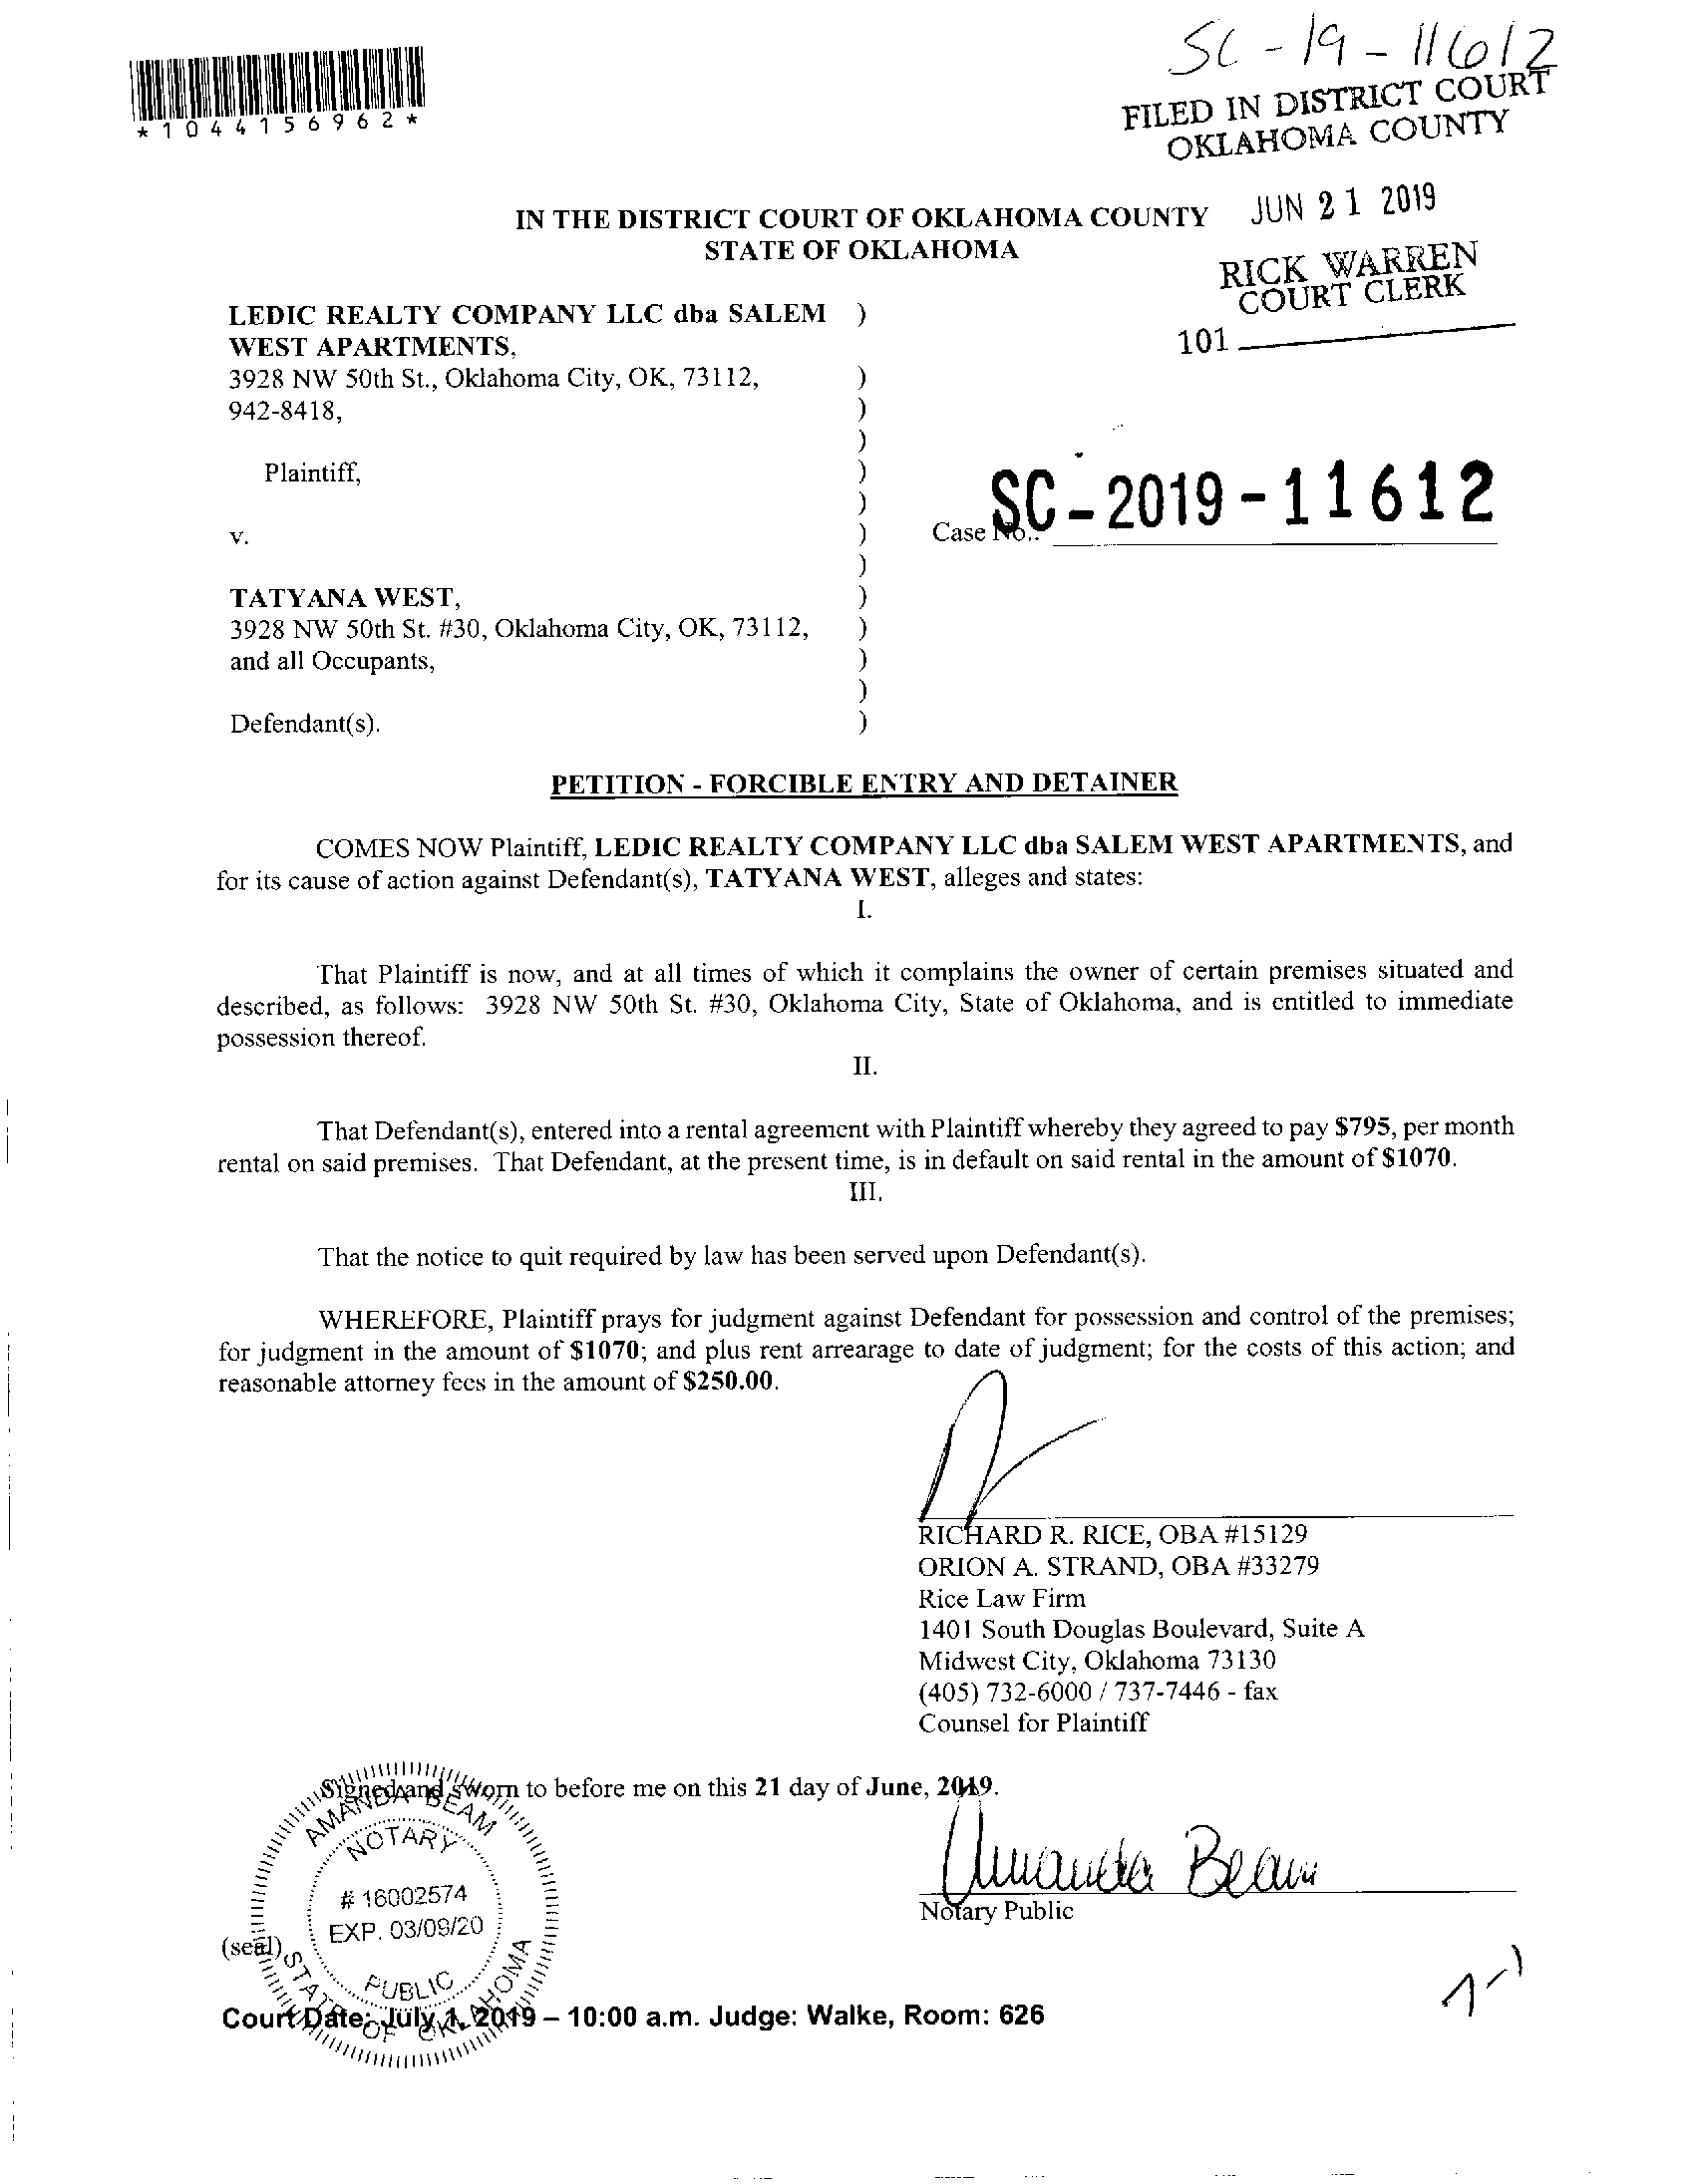 SC-19-11612
*1044156962*
FILED IN DISTRICT COURT
OKLAHOMA COUNTY
JUN 21 2019
RICK WARREN
COURT CLERK
101
IN THE DISTRICT COURT OF OKLAHOMA COUNTY
STATE OF OKLAHOMA
LEDIC REALTY COMPANY LLC dba SALEM )
WEST APARTMENTS,
3928 NW 50th St., Oklahoma City, OK, 73112, )
942-8418, )
)
Plaintiff, )
)
v. )
)
TATYANA WEST, )
3928 NW 50th St. #30, Oklahoma City, OK, 73112, )
and all Occupants, )
)
Defendant(s). )
Case No.: SC-2019-11612
PETITION - FORCIBLE ENTRY AND DETAINER
COMES NOW Plaintiff, LEDIC REALTY COMPANY LLC dba SALEM WEST APARTMENTS, and
for its cause of action against Defendant(s), TATYANA WEST, alleges and states:
I.
That Plaintiff is now, and at all times of which it complains the owner of certain premises situated and
described, as follows: 3928 NW 50th St. #30, Oklahoma City, State of Oklahoma, and is entitled to immediate
possession thereof.
II.
That Defendant(s), entered into a rental agreement with Plaintiff whereby they agreed to pay $795, per month
rental on said premises. That Defendant, at the present time, is in default on said rental in the amount of $1070.
III.
That the notice to quit required by law has been served upon Defendant(s).
WHEREFORE, Plaintiff prays for judgment against Defendant for possession and control of the premises;
for judgment in the amount of $1070; and plus rent arrearage to date of judgment; for the costs of this action; and
reasonable attorney fees in the amount of $250.00.
RICHARD R. RICE, OBA #15129
ORION A. STRAND, OBA #33279
Rice Law Firm
1401 South Douglas Boulevard, Suite A
Midwest City, Oklahoma 73130
(405) 732-6000 / 737-7446 - fax
Counsel for Plaintiff
Signed and sworn to before me on this 21 day of June, 2019.
Amanda Beam
Notary Public
AMANDA BEAM
NOTARY
# 16002574
EXP. 03/09/20
PUBLIC
STATE OF OKLAHOMA
(seal)
Court Date: July 1, 2019 – 10:00 a.m. Judge: Walke, Room: 626